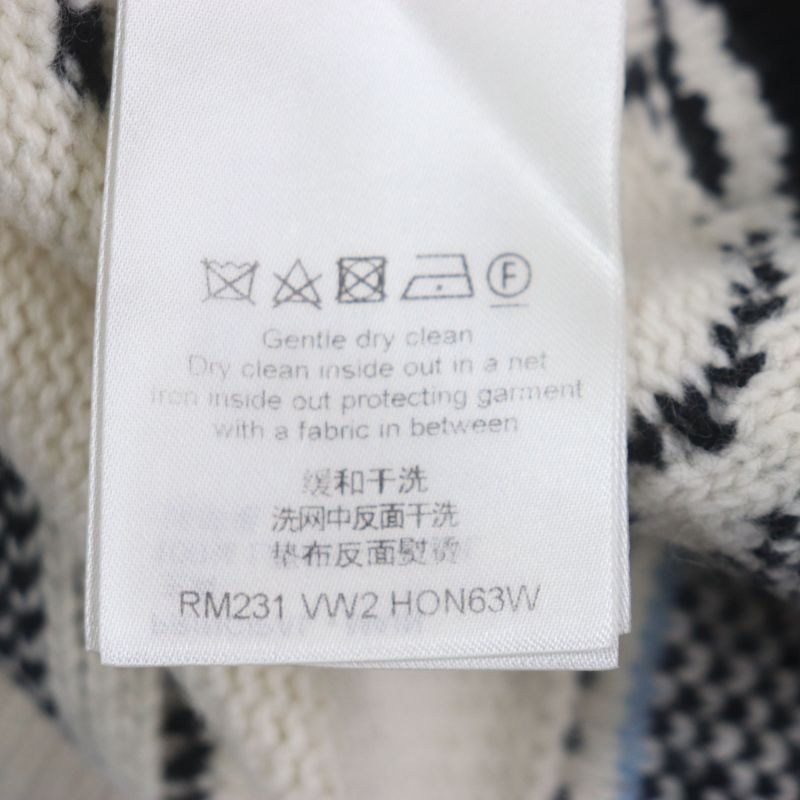 F
Gentle dry clean
Dry clean inside out in a net
Iron inside out protecting garment
with a fabric in between
缓和干洗
洗网中反面干洗
垫布反面熨烫
RM231 VW2 HON63W